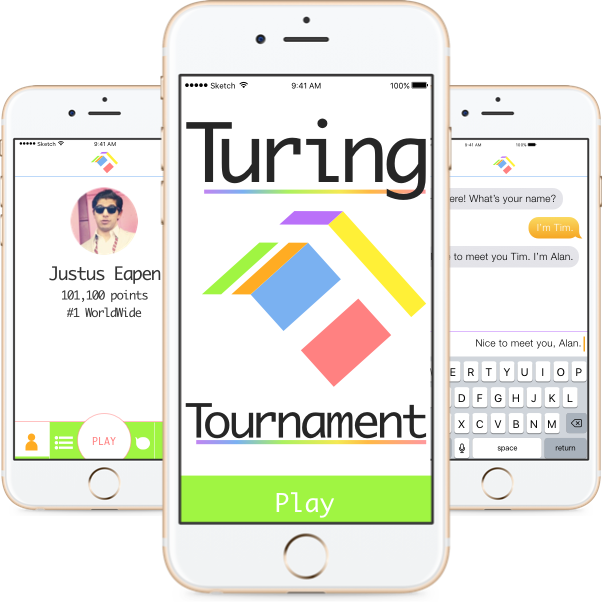 Sketch 9:41 AM
Justus Eapen
101,100 points
#1 WorldWide
PLAY
Sketch 9:41 AM 100%
Turing
Tournament
Play
9:41 AM 100%
ere! What's your name?
I'm Tim.
to meet you Tim. I'm Alan.
Nice to meet you, Alan.
E R T Y U I O P
D F G H J K L
X C V B N M
space return